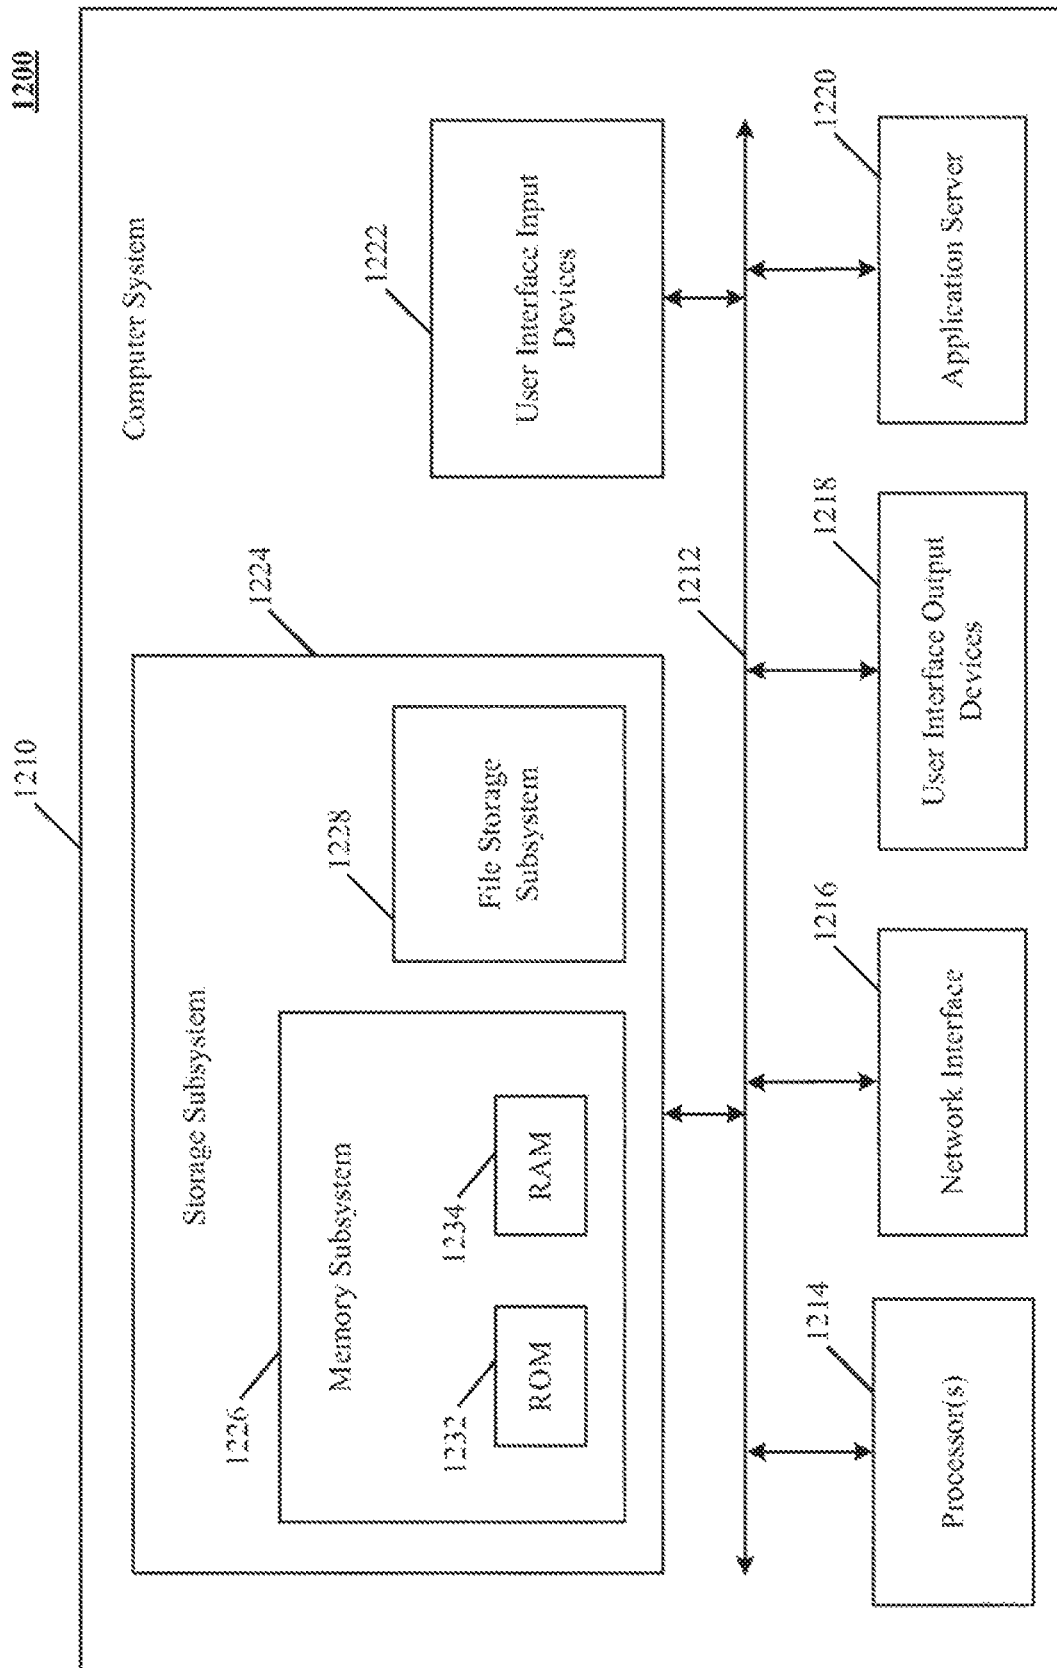 1200
1210
Computer System
1224
Storage Subsystem
1226
Memory Subsystem
1232
ROM
1234
RAM
1228
File Storage
Subsystem
1222
User Interface Input
Devices
1212
1214
Processor(s)
1216
Network Interface
1218
User Interface Output
Devices
1220
Application Server